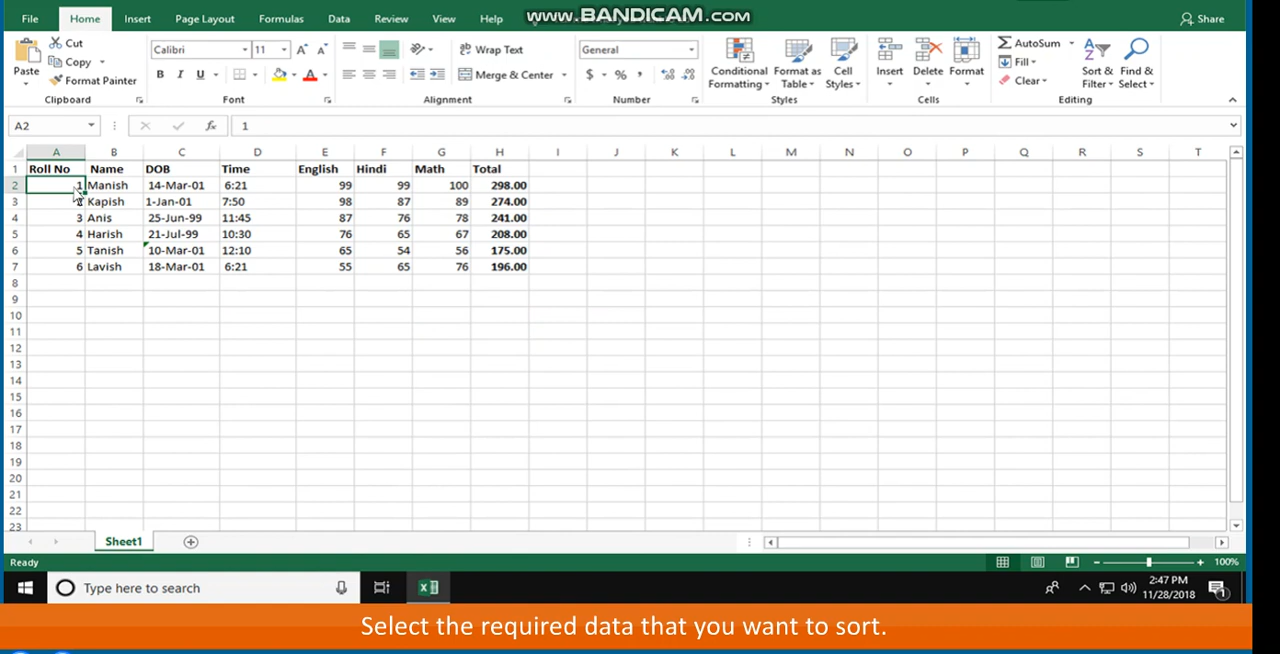 www.BANDICAM.com
File Home Insert Page Layout Formulas Data Review View Help Share
Cut
Copy
Format Painter
Paste
Clipboard
Calibri 11
B I U
Font
Wrap Text
Merge & Center
Alignment
General
$ % ,
Number
Conditional Formatting
Format as Table
Cell Styles
Styles
Insert Delete Format
Cells
AutoSum
Fill
Clear
Sort & Filter
Find & Select
Editing
A2 fx 1
A B C D E F G H I J K L M N O P Q R S T
1 Roll No Name DOB Time English Hindi Math Total
2 1 Manish 14-Mar-01 6:21 99 99 100 298.00
3 2 Kapish 1-Jan-01 7:50 98 87 89 274.00
4 3 Anis 25-Jun-99 11:45 87 76 78 241.00
5 4 Harish 21-Jul-99 10:30 76 65 67 208.00
6 5 Tanish 10-Mar-01 12:10 65 54 56 175.00
7 6 Lavish 18-Mar-01 6:21 55 65 76 196.00
8
9
10
11
12
13
14
15
16
17
18
19
20
21
22
23
Sheet1
Ready 100%
Type here to search
2:47 PM
11/28/2018
1
Select the required data that you want to sort.